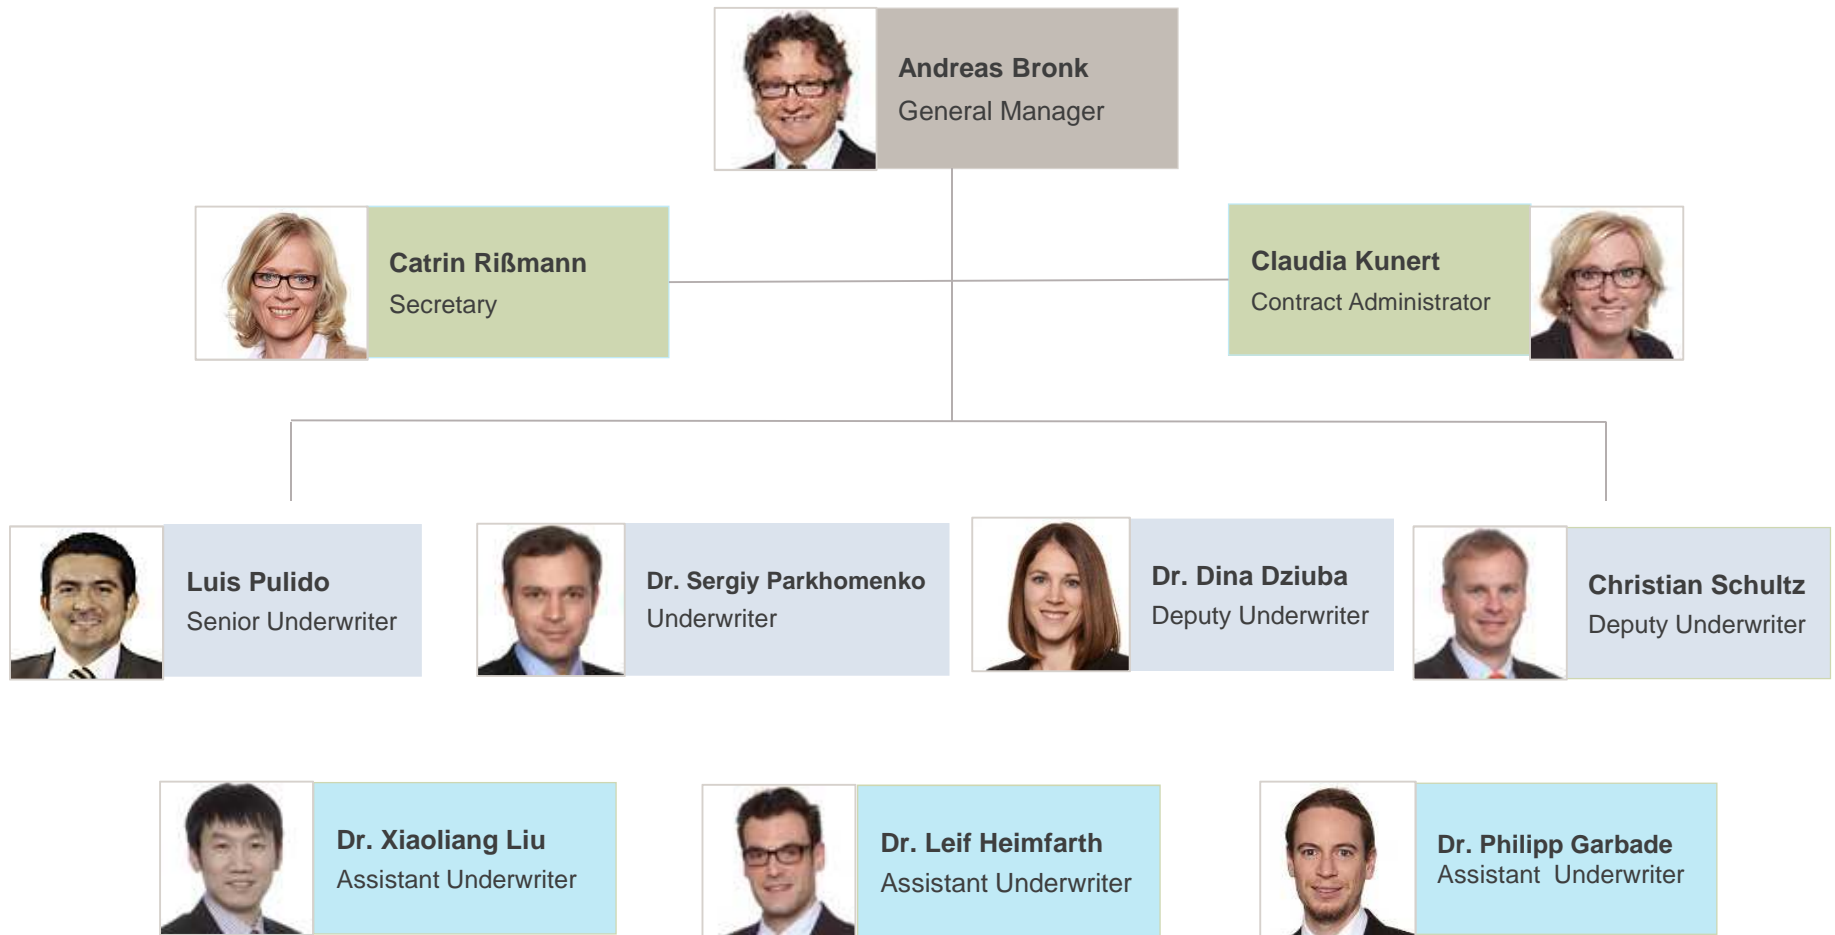 Andreas Bronk
General Manager
Catrin Rißmann
Secretary
Claudia Kunert
Contract Administrator
Luis Pulido
Senior Underwriter
Dr. Sergiy Parkhomenko
Underwriter
Dr. Dina Dziuba
Deputy Underwriter
Christian Schultz
Deputy Underwriter
Dr. Xiaoliang Liu
Assistant Underwriter
Dr. Leif Heimfarth
Assistant Underwriter
Dr. Philipp Garbade
Assistant  Underwriter